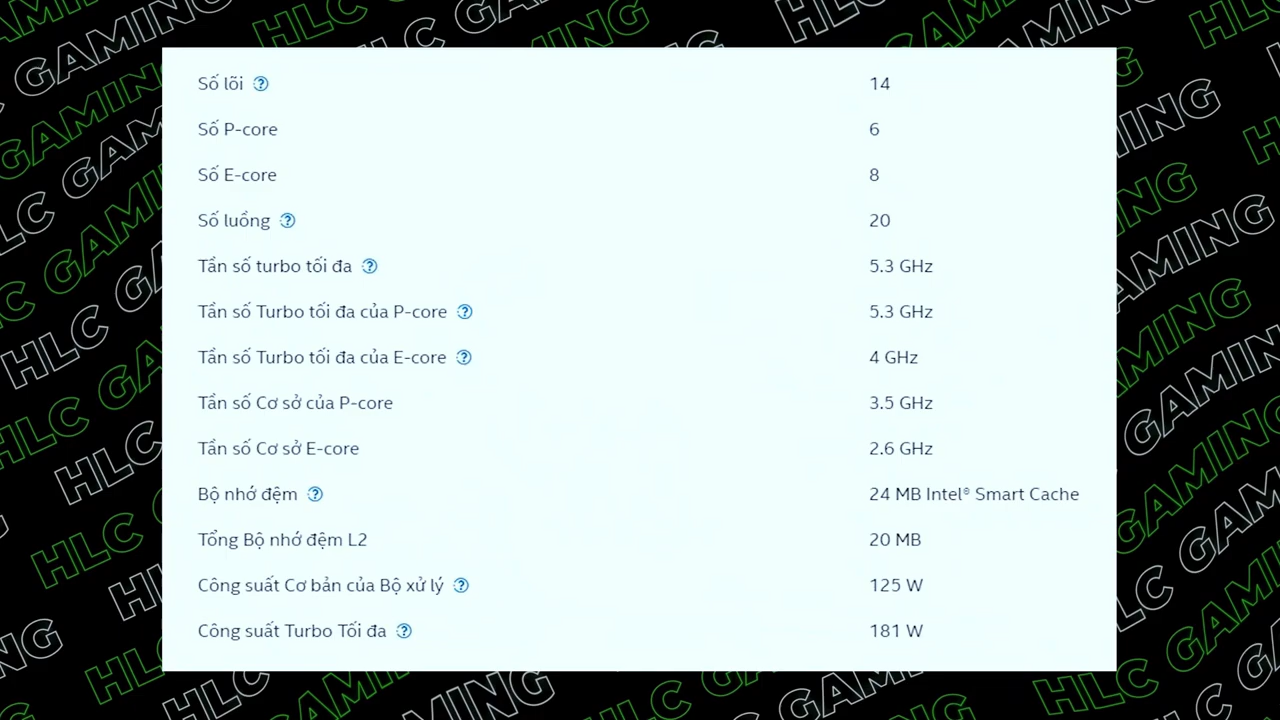 Số lõi 14
Số P-core 6
Số E-core 8
Số luồng 20
Tần số turbo tối đa 5.3 GHz
Tần số Turbo tối đa của P-core 5.3 GHz
Tần số Turbo tối đa của E-core 4 GHz
Tần số Cơ sở của P-core 3.5 GHz
Tần số Cơ sở E-core 2.6 GHz
Bộ nhớ đệm 24 MB Intel® Smart Cache
Tổng Bộ nhớ đệm L2 20 MB
Công suất Cơ bản của Bộ xử lý 125 W
Công suất Turbo Tối đa 181 W
HLC GAMING